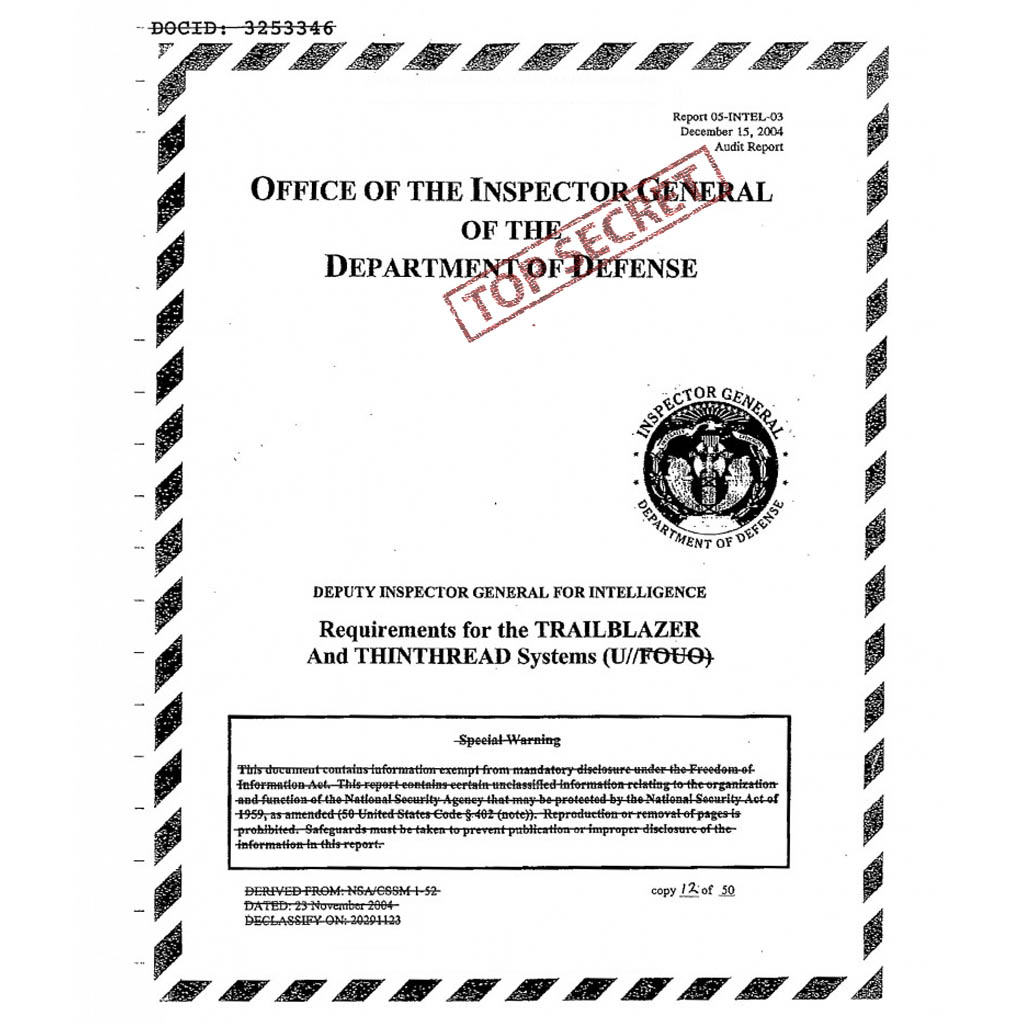 DOCID: 3253346
Report 05-INTEL-03
December 15, 2004
Audit Report
OFFICE OF THE INSPECTOR GENERAL
OF THE
DEPARTMENT OF DEFENSE
TOP SECRET
INSPECTOR GENERAL
DEPARTMENT OF DEFENSE
DEPUTY INSPECTOR GENERAL FOR INTELLIGENCE
Requirements for the TRAILBLAZER
And THINTHREAD Systems (U//FOUO)
Special Warning
This document contains information exempt from mandatory disclosure under the Freedom of
Information Act. This report contains certain unclassified information relating to the organization
and function of the National Security Agency that may be protected by the National Security Act of
1959, as amended (50 United States Code § 402 (note)). Reproduction or removal of pages is
prohibited. Safeguards must be taken to prevent publication or improper disclosure of the
information in this report.
DERIVED FROM: NSA/CSSM 1-52
DATED: 23 November 2004
DECLASSIFY ON: 20291123
copy 12 of 50